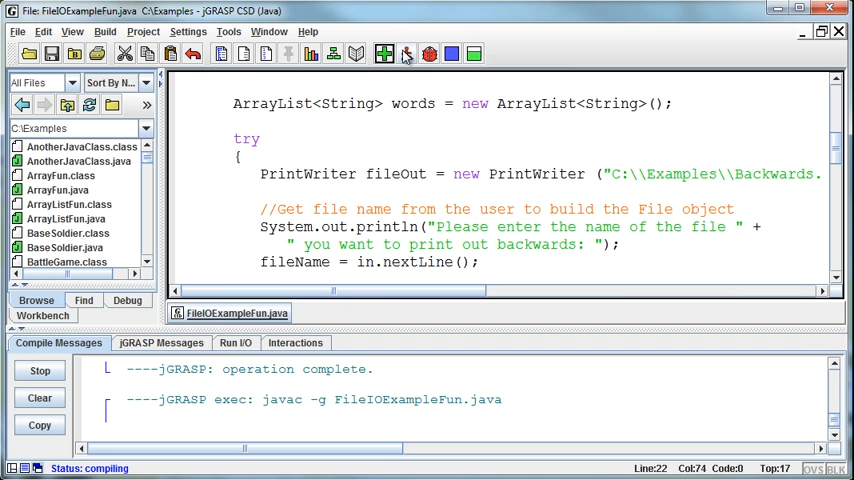 File: FileIOExampleFun.java C:\Examples - jGRASP CSD (Java)
File Edit View Build Project Settings Tools Window Help
All Files Sort By N...
C:\Examples
AnotherJavaClass.class
AnotherJavaClass.java
ArrayFun.class
ArrayFun.java
ArrayListFun.class
ArrayListFun.java
BaseSoldier.class
BaseSoldier.java
BattleGame.class
Browse Find Debug
Workbench
ArrayList<String> words = new ArrayList<String>();
try
{
PrintWriter fileOut = new PrintWriter ("C:\\Examples\\Backwards.
//Get file name from the user to build the File object
System.out.println("Please enter the name of the file " +
" you want to print out backwards: ");
fileName = in.nextLine();
FileIOExampleFun.java
Compile Messages jGRASP Messages Run I/O Interactions
Stop
Clear
Copy
----jGRASP: operation complete.
----jGRASP exec: javac -g FileIOExampleFun.java
Status: compiling Line:22 Col:74 Code:0 Top:17 OVS BLK